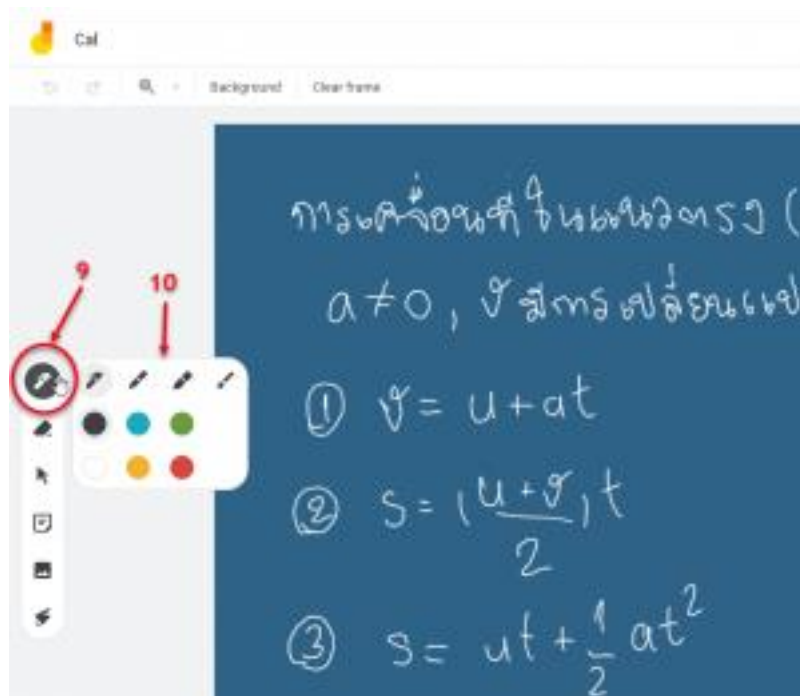 Cal
Background Clear frame
การเคลื่อนที่ในแนวตรง (
a ≠ 0, v มีการเปลี่ยนแป
9
10
① v = u + at
② s = (u + v / 2) t
③ s = ut + 1/2 at²